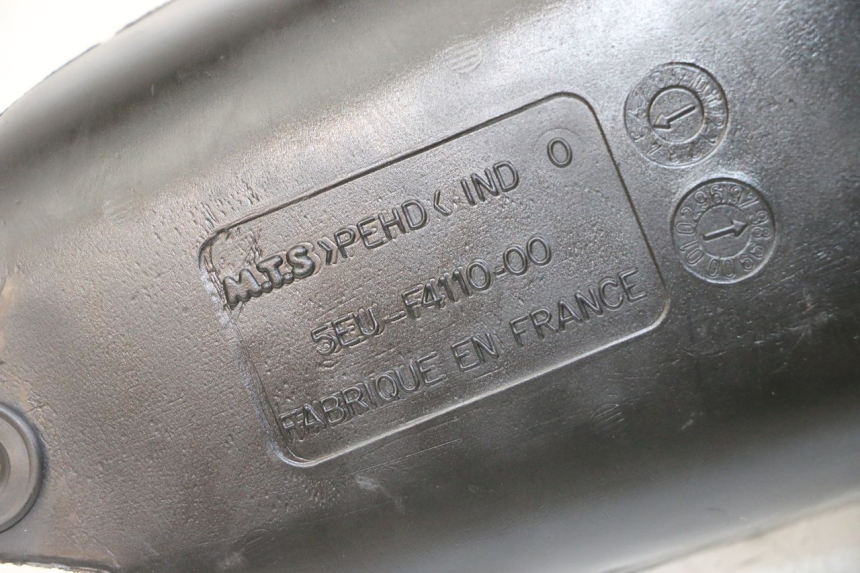 M.T.S >PEHD< IND 0
5EU-F4110-00
FABRIQUE EN FRANCE